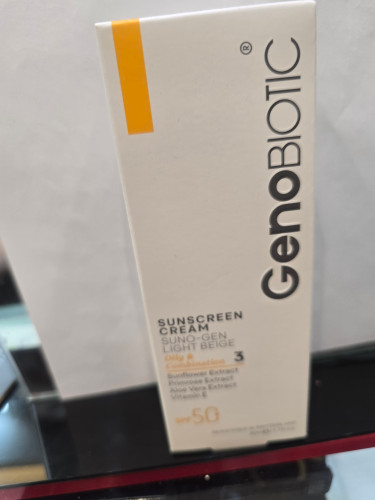 GenoBIOTIC
SUNSCREEN
CREAM
SUNO-GEN
LIGHT BEIGE
Oily &
Combination 3
Sunflower Extract
Primrose Extract
Aloe Vera Extract
Vitamin E
SPF50